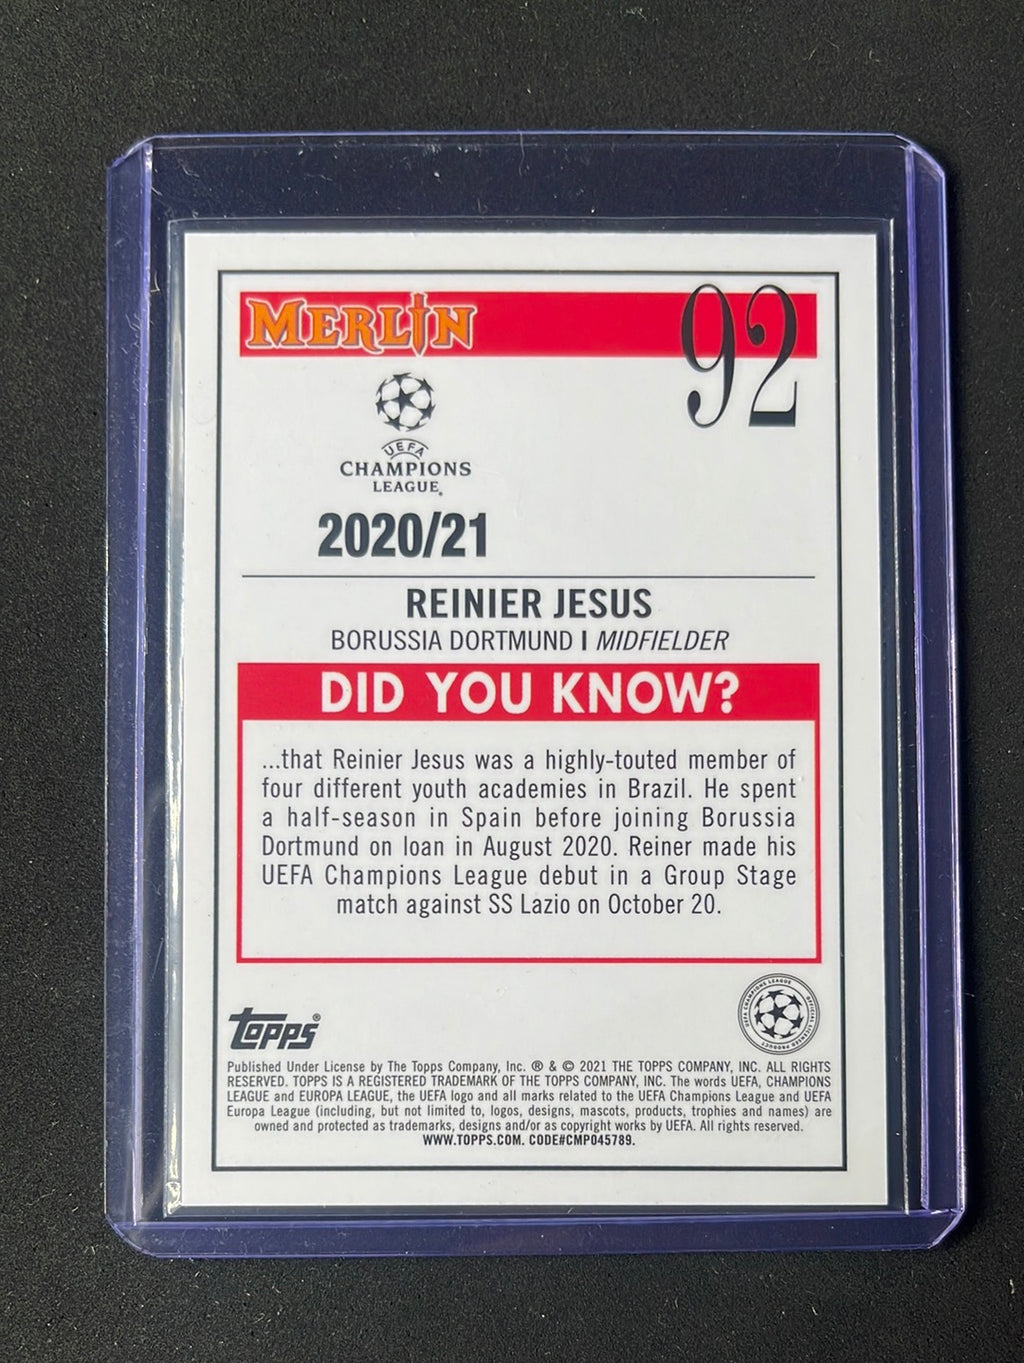 MERLIN
92
UEFA
CHAMPIONS
LEAGUE®
2020/21
REINIER JESUS
BORUSSIA DORTMUND | MIDFIELDER
DID YOU KNOW?
...that Reinier Jesus was a highly-touted member of
four different youth academies in Brazil. He spent
a half-season in Spain before joining Borussia
Dortmund on loan in August 2020. Reiner made his
UEFA Champions League debut in a Group Stage
match against SS Lazio on October 20.
topps®
UEFA CHAMPIONS LEAGUE OFFICIAL LICENSED PRODUCT
Published Under License by The Topps Company, Inc. ® & © 2021 THE TOPPS COMPANY, INC. ALL RIGHTS
RESERVED. TOPPS IS A REGISTERED TRADEMARK OF THE TOPPS COMPANY, INC. The words UEFA, CHAMPIONS
LEAGUE and EUROPA LEAGUE, the UEFA logo and all marks related to the UEFA Champions League and UEFA
Europa League (including, but not limited to, logos, designs, mascots, products, trophies and names) are
owned and protected as trademarks, designs and/or as copyright works by UEFA. All rights reserved.
WWW.TOPPS.COM. CODE#CMP045789.